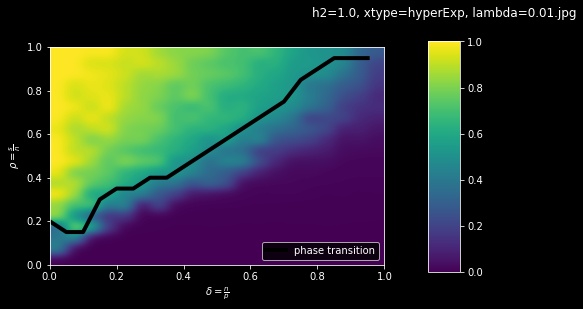 h2=1.0, xtype=hyperExp, lambda=0.01.jpg
1.0
0.8
0.6
0.4
0.2
0.0
ρ = s/n
0.0 0.2 0.4 0.6 0.8 1.0
δ = n/p
phase transition
1.0
0.8
0.6
0.4
0.2
0.0